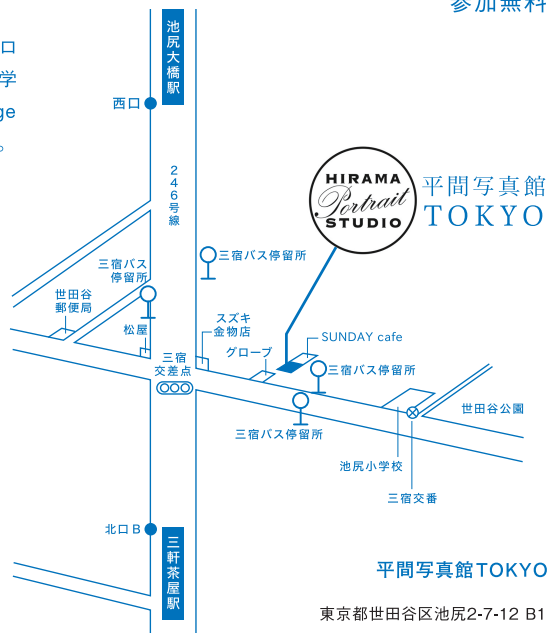 参加無料
口
学
ge
。
池尻大橋駅
西口
246号線
HIRAMA
Portrait
STUDIO
平間写真館
TOKYO
三宿バス停留所
三宿バス
停留所
世田谷
郵便局
松屋
三宿
交差点
スズキ
金物店
グローブ
SUNDAY cafe
三宿バス停留所
三宿バス停留所
世田谷公園
池尻小学校
三宿交番
北口B
三軒茶屋駅
平間写真館TOKYO
東京都世田谷区池尻2-7-12 B1